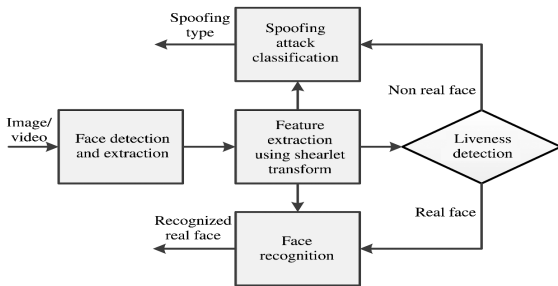 Spoofing
type
Spoofing
attack
classification
Non real face
Image/
video
Face detection
and extraction
Feature
extraction
using shearlet
transform
Liveness
detection
Real face
Recognized
real face
Face
recognition